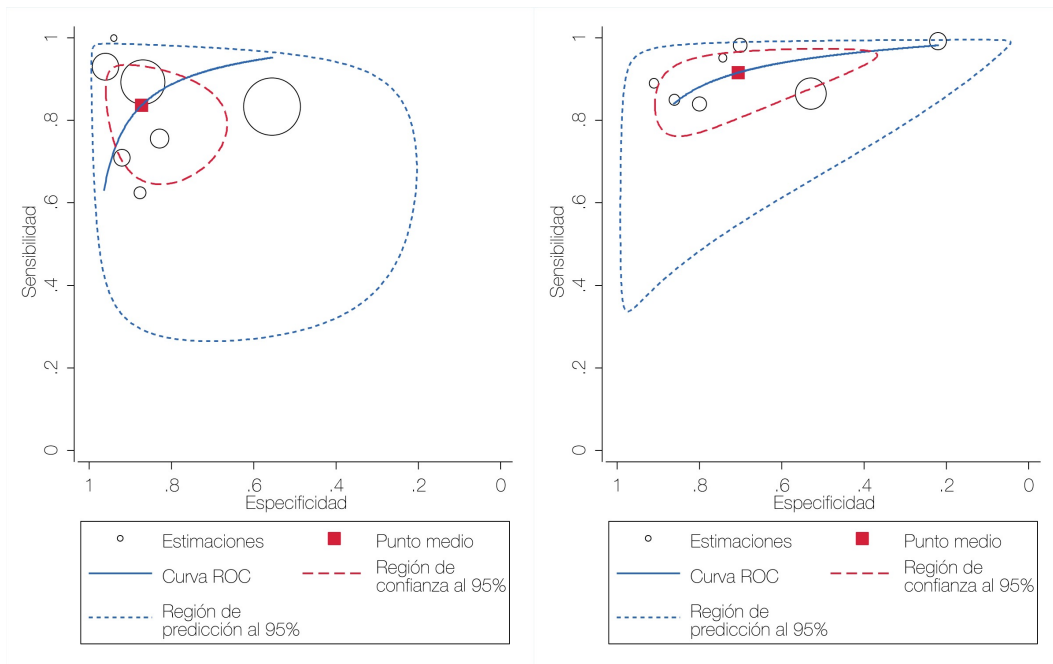 Sensibilidad
1
.8
.6
.4
.2
0
1
.8
.6
.4
.2
0
Especificidad
Estimaciones
Punto medio
Curva ROC
Región de
confianza al 95%
Región de
predicción al 95%
Sensibilidad
1
.8
.6
.4
.2
0
1
.8
.6
.4
.2
0
Especificidad
Estimaciones
Punto medio
Curva ROC
Región de
confianza al 95%
Región de
predicción al 95%